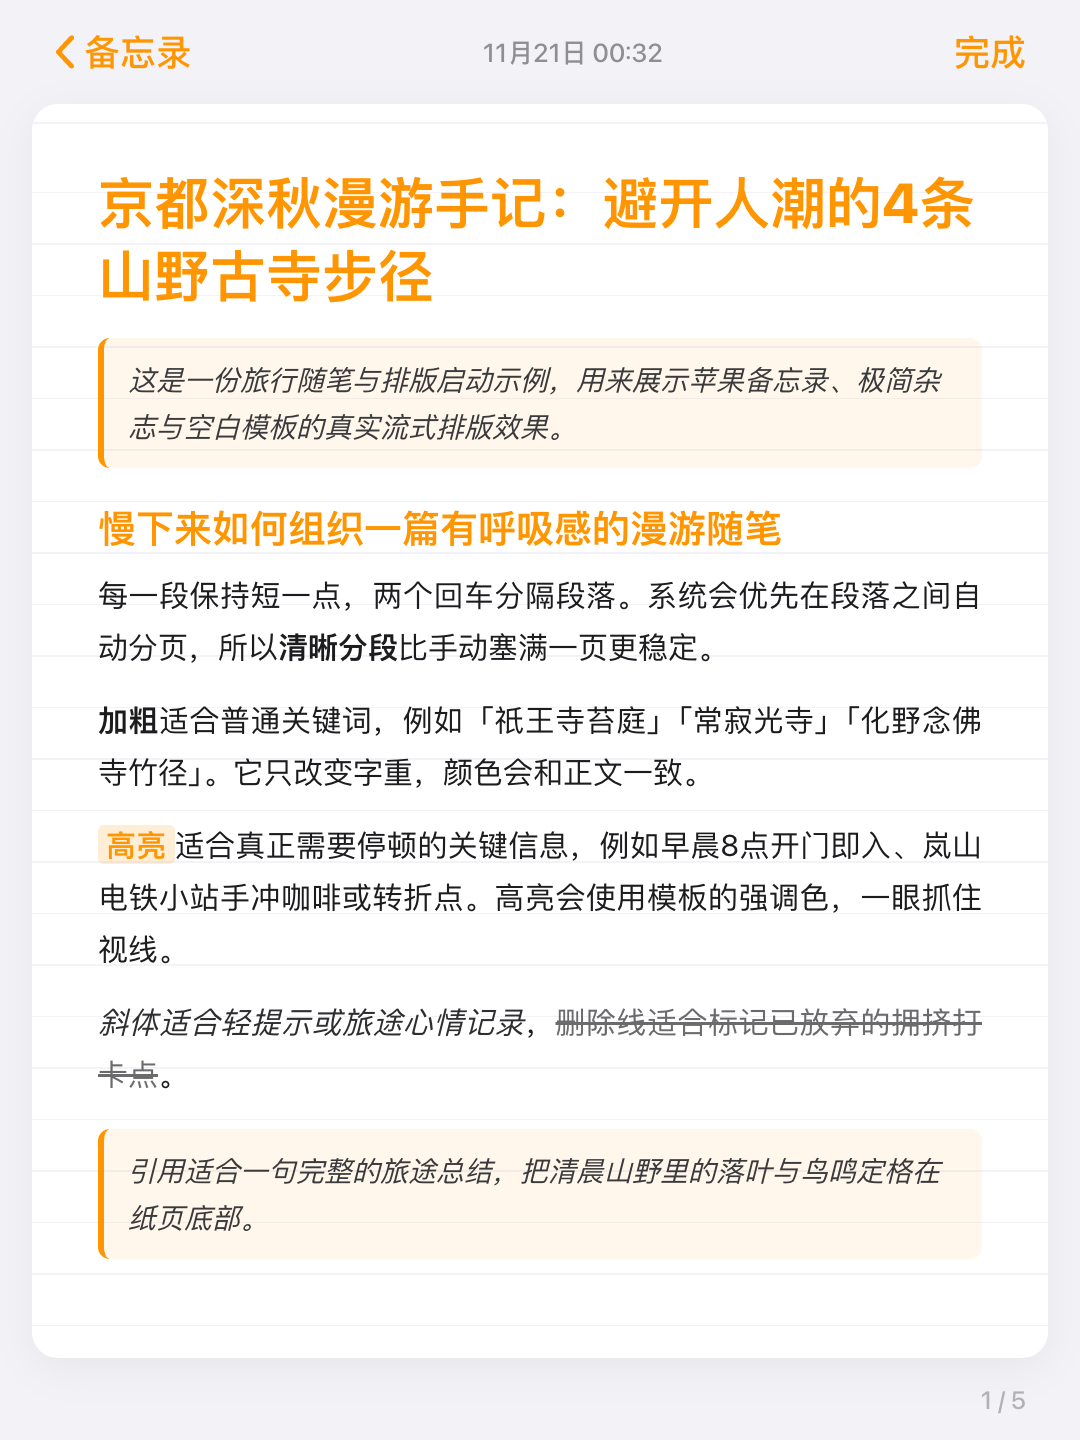 备忘录
11月21日 00:32
完成
京都深秋漫游手记：避开人潮的4条
山野古寺步径
这是一份旅行随笔与排版启动示例，用来展示苹果备忘录、极简杂
志与空白模板的真实流式排版效果。
慢下来如何组织一篇有呼吸感的漫游随笔
每一段保持短一点，两个回车分隔段落。系统会优先在段落之间自
动分页，所以清晰分段比手动塞满一页更稳定。
加粗适合普通关键词，例如「祇王寺苔庭」「常寂光寺」「化野念佛
寺竹径」。它只改变字重，颜色会和正文一致。
高亮适合真正需要停顿的关键信息，例如早晨8点开门即入、岚山
电铁小站手冲咖啡或转折点。高亮会使用模板的强调色，一眼抓住
视线。
斜体适合轻提示或旅途心情记录，删除线适合标记已放弃的拥挤打
卡点。
引用适合一句完整的旅途总结，把清晨山野里的落叶与鸟鸣定格在
纸页底部。
1 / 5